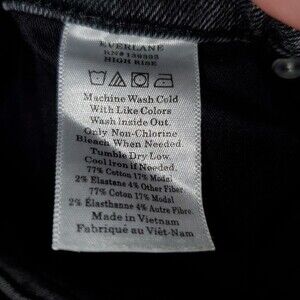 EVERLANE
HIGH RISE
Machine Wash Cold
With Like Colors
Wash Inside Out.
Only Non-Chlorine
Bleach When Needed.
Tumble Dry Low.
Cool iron if Needed.
77% Cotton 17% Modal
2% Elastane 4% Other Fiber
77% Coton 17% Modal
2% Élasthanne 4% Autre Fibre.
Made in Vietnam
Fabriqué au Viêt-Nam